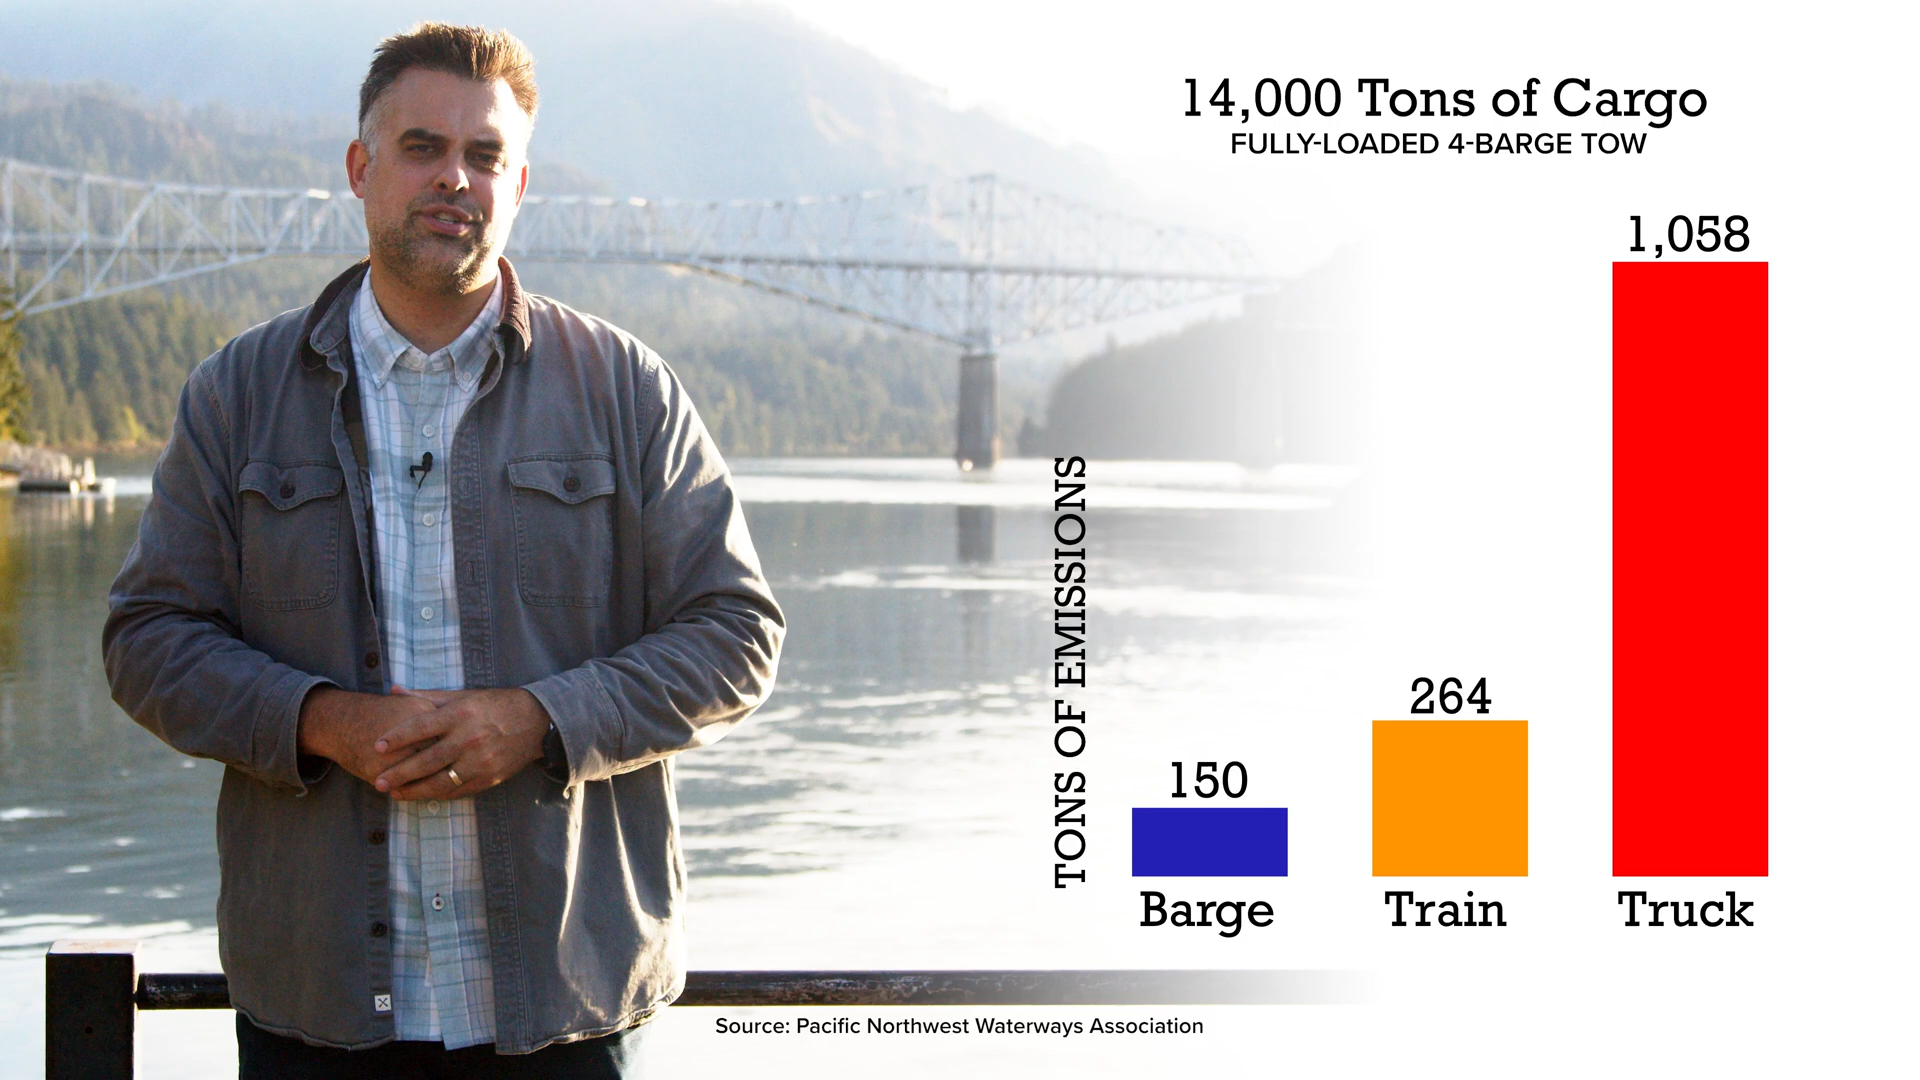 14,000 Tons of Cargo
FULLY-LOADED 4-BARGE TOW
1,058
264
150
TONS OF EMISSIONS
Barge
Train
Truck
Source: Pacific Northwest Waterways Association